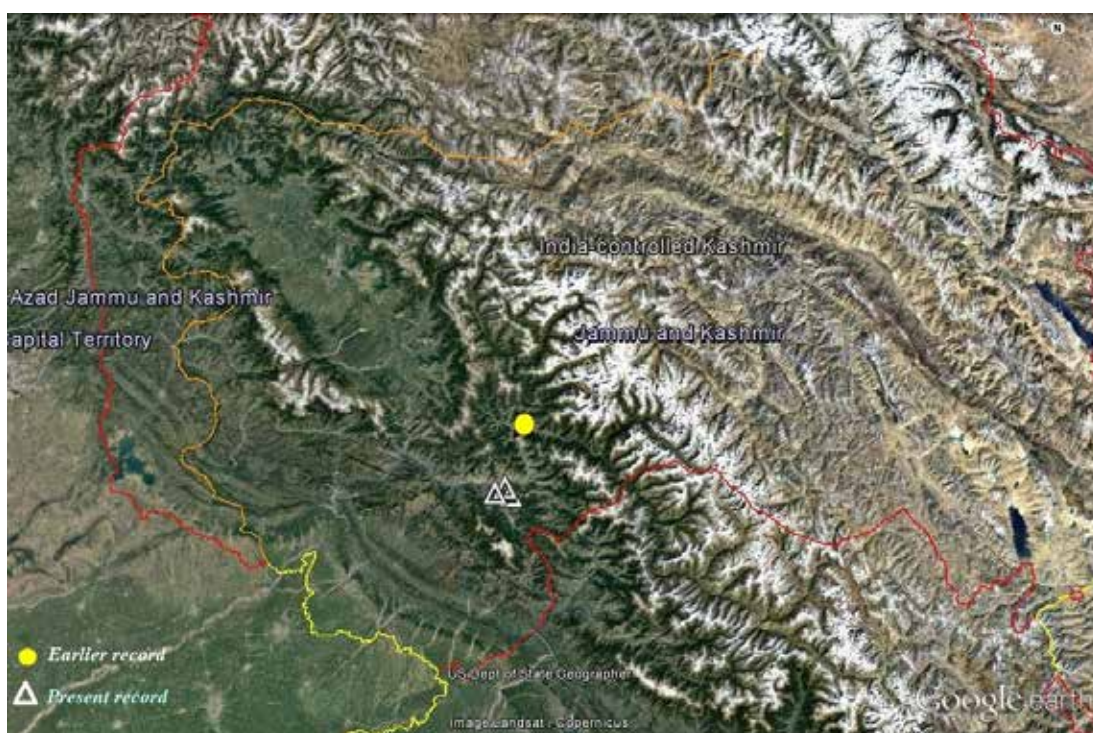 N
India-controlled Kashmir
Azad Jammu and Kashmir
Jammu and Kashmir
apital Territory
Earlier record
US Dept of State Geographer
Present record
Google earth
Image Landsat / Copernicus